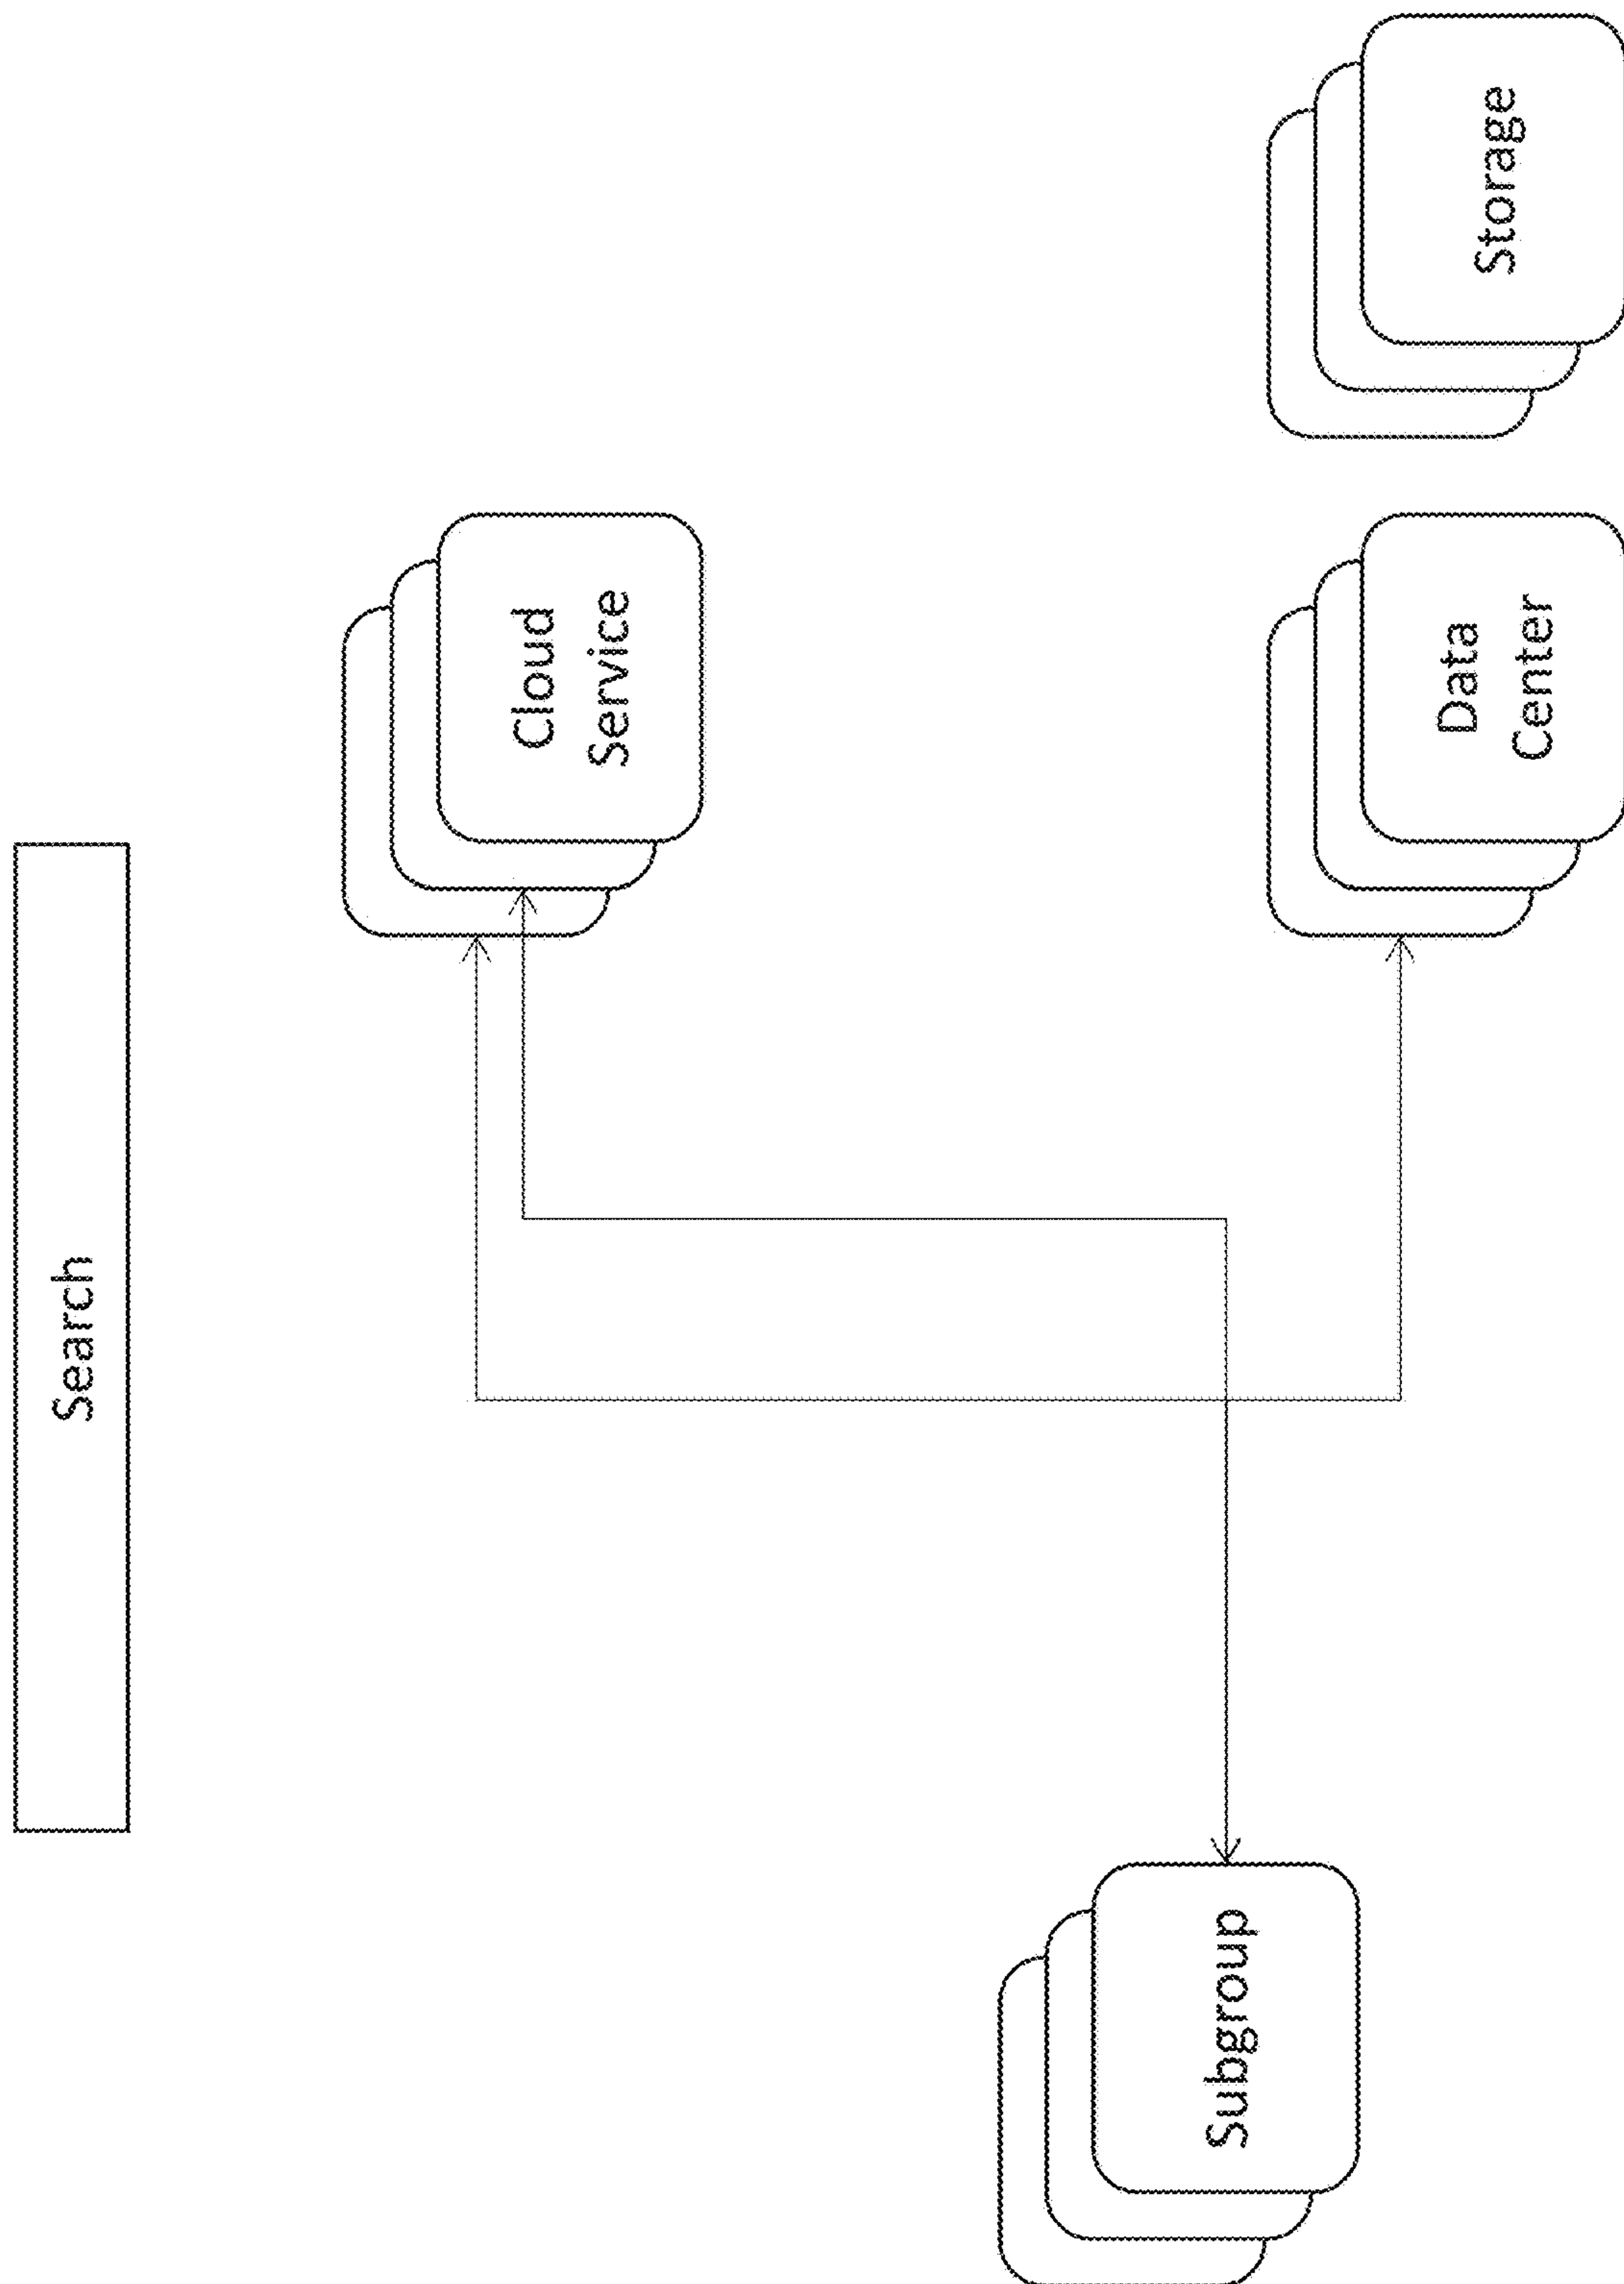 Search
Cloud
Service
Subgroup
Data
Center
Storage